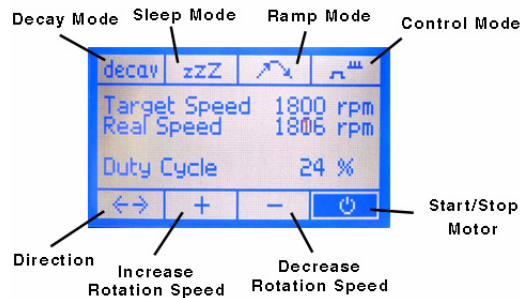 Decay Mode
Sleep Mode
Ramp Mode
Control Mode
decay zzZ
Target Speed 1800 rpm
Real Speed 1806 rpm
Duty Cycle 24 %
<-> + -
Direction
Increase
Rotation Speed
Decrease
Rotation Speed
Start/Stop
Motor